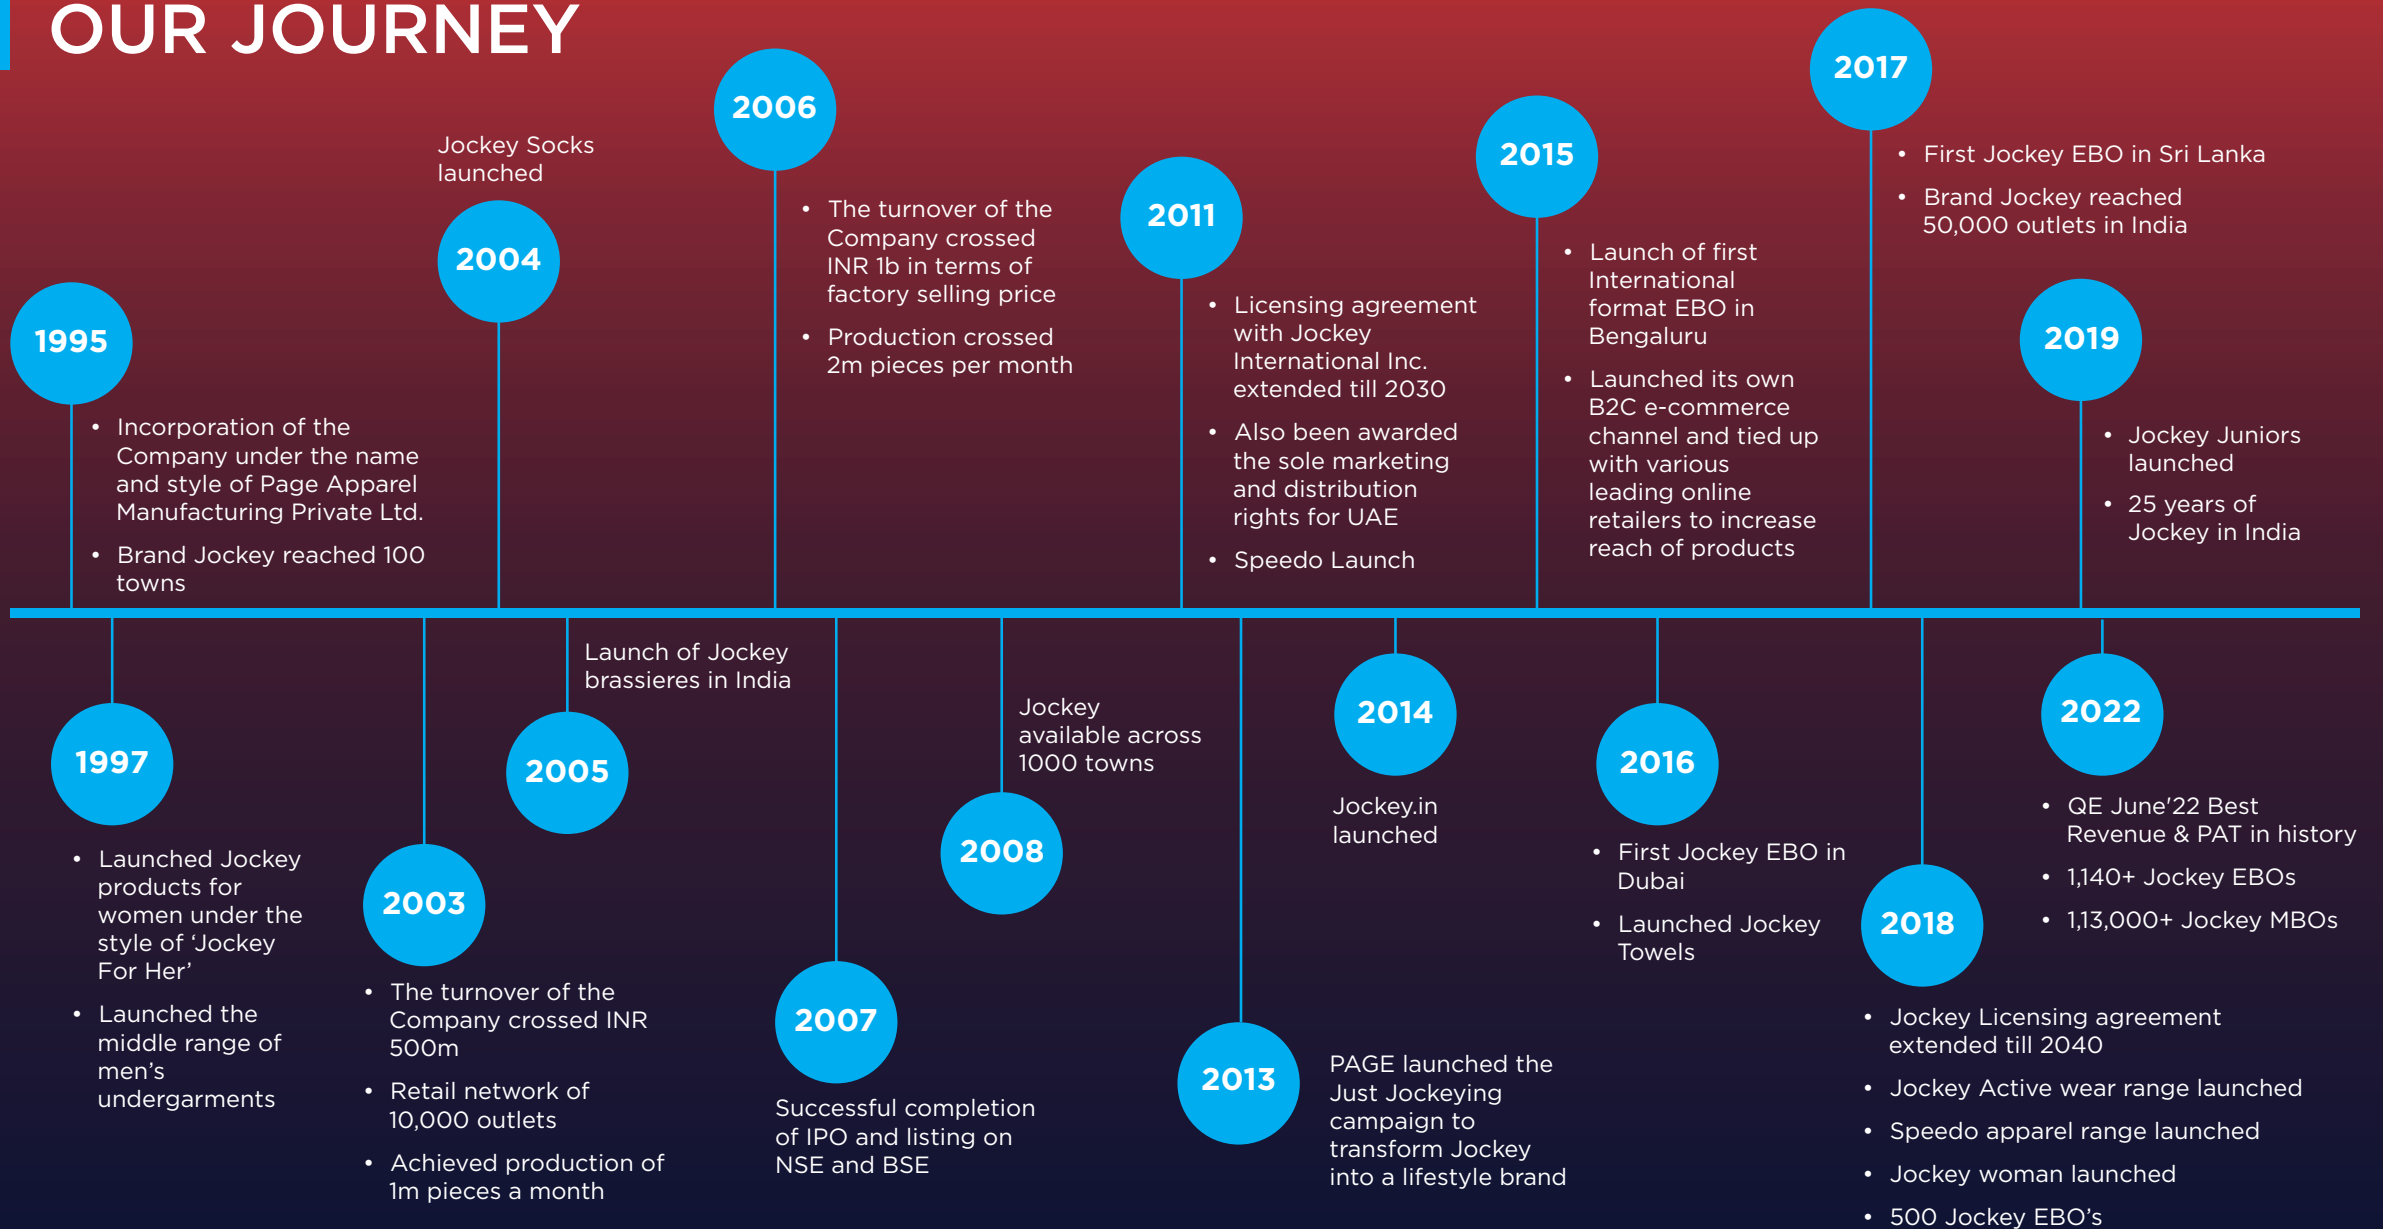 OUR JOURNEY
1995
• Incorporation of the
Company under the name
and style of Page Apparel
Manufacturing Private Ltd.
• Brand Jockey reached 100
towns
1997
• Launched Jockey
products for
women under the
style of ‘Jockey
For Her’
• Launched the
middle range of
men’s
undergarments
2003
• The turnover of the
Company crossed INR
500m
• Retail network of
10,000 outlets
• Achieved production of
1m pieces a month
Jockey Socks
launched
2004
Launch of Jockey
brassieres in India
2005
2006
• The turnover of the
Company crossed
INR 1b in terms of
factory selling price
• Production crossed
2m pieces per month
2007
Successful completion
of IPO and listing on
NSE and BSE
Jockey
available across
1000 towns
2008
2011
• Licensing agreement
with Jockey
International Inc.
extended till 2030
• Also been awarded
the sole marketing
and distribution
rights for UAE
• Speedo Launch
2013
PAGE launched the
Just Jockeying
campaign to
transform Jockey
into a lifestyle brand
2014
Jockey.in
launched
2015
• Launch of first
International
format EBO in
Bengaluru
• Launched its own
B2C e-commerce
channel and tied up
with various
leading online
retailers to increase
reach of products
2016
• First Jockey EBO in
Dubai
• Launched Jockey
Towels
2017
• First Jockey EBO in Sri Lanka
• Brand Jockey reached
50,000 outlets in India
2018
• Jockey Licensing agreement
extended till 2040
• Jockey Active wear range launched
• Speedo apparel range launched
• Jockey woman launched
• 500 Jockey EBO’s
2019
• Jockey Juniors
launched
• 25 years of
Jockey in India
2022
• QE June'22 Best
Revenue & PAT in history
• 1,140+ Jockey EBOs
• 1,13,000+ Jockey MBOs